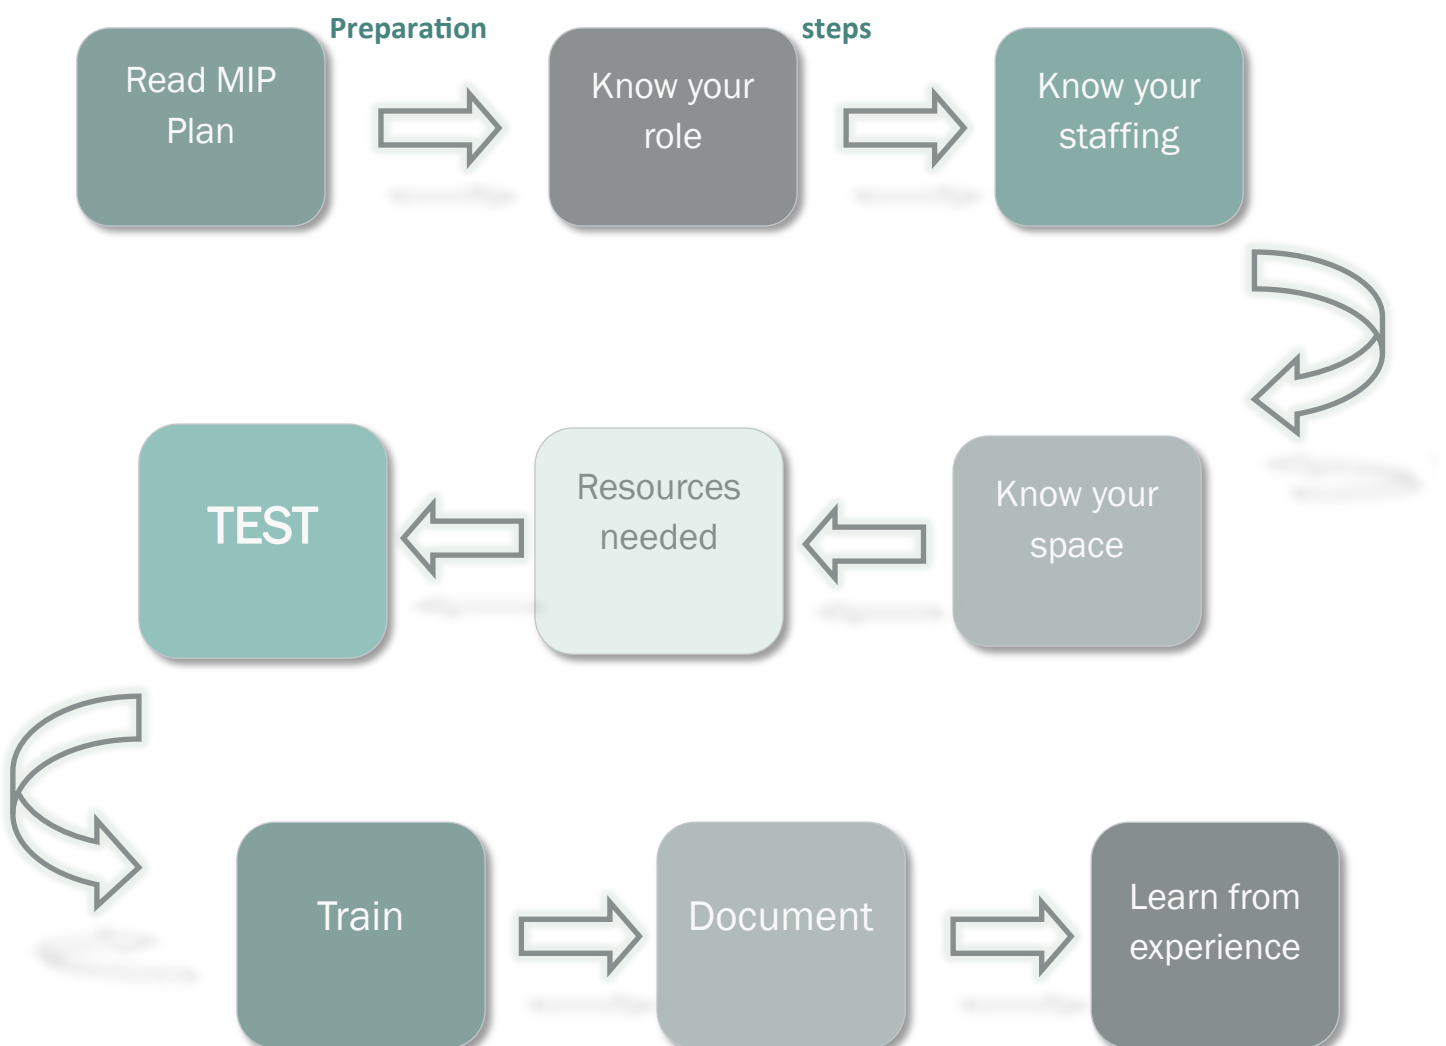 Preparation steps
Read MIP
Plan
Know your
role
Know your
staffing
Know your
space
Resources
needed
TEST
Train
Document
Learn from
experience